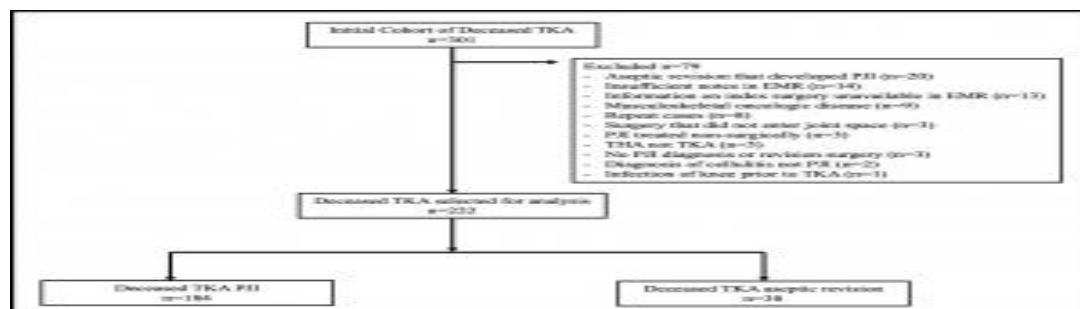 Initial Cohort of Deceased TKA
n=301
Excluded n=79
- Aseptic revision that developed PJI (n=20)
- Insufficient notes in EMR (n=14)
- Information on index surgery unavailable in EMR (n=13)
- Musculoskeletal oncologic disease (n=9)
- Repeat cases (n=8)
- Surgery that did not enter joint space (n=3)
- PJI treated non-surgically (n=3)
- THA not TKA (n=3)
- No PJI diagnosis or revision surgery (n=3)
- Diagnosis of cellulitis not PJI (n=2)
- Infection of knee prior to TKA (n=1)
Deceased TKA selected for analysis
n=222
Deceased TKA PJI
n=184
Deceased TKA aseptic revision
n=38